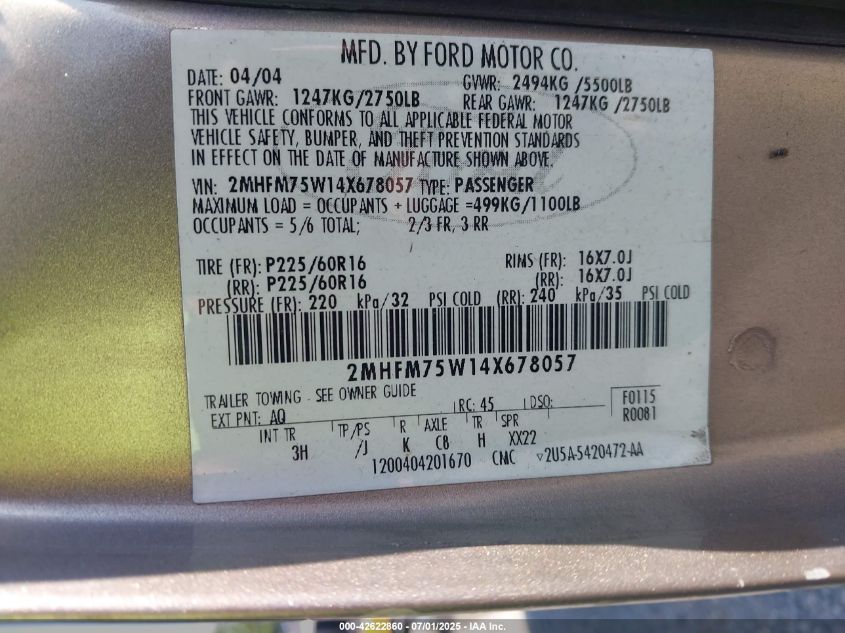 MFD. BY FORD MOTOR CO.
DATE: 04/04 GVWR: 2494KG /5500LB
FRONT GAWR: 1247KG/2750LB REAR GAWR: 1247KG /2750LB
THIS VEHICLE CONFORMS TO ALL APPLICABLE FEDERAL MOTOR
VEHICLE SAFETY, BUMPER, AND THEFT PREVENTION STANDARDS
IN EFFECT ON THE DATE OF MANUFACTURE SHOWN ABOVE.
VIN: 2MHFM75W14X678057 TYPE: PASSENGER
MAXIMUM LOAD = OCCUPANTS + LUGGAGE =499KG/1100LB
OCCUPANTS = 5/6 TOTAL; 2/3 FR, 3 RR
TIRE (FR): P225/60R16 RIMS (FR): 16X7.0J
(RR): P225/60R16 (RR): 16X7.0J
PRESSURE (FR): 220 kPa/32 PSI COLD (RR): 240 kPa/35 PSI COLD
2MHFM75W14X678057
TRAILER TOWING - SEE OWNER GUIDE
EXT PNT: AQ RC: 45 DSO: F0115
R0081
INT TR TP/PS R AXLE TR SPR
3H /J K C8 H XX22
1200404201670 CMC ▽2U5A-5420472-AA
000-42622860 - 07/01/2025 - IAA Inc.